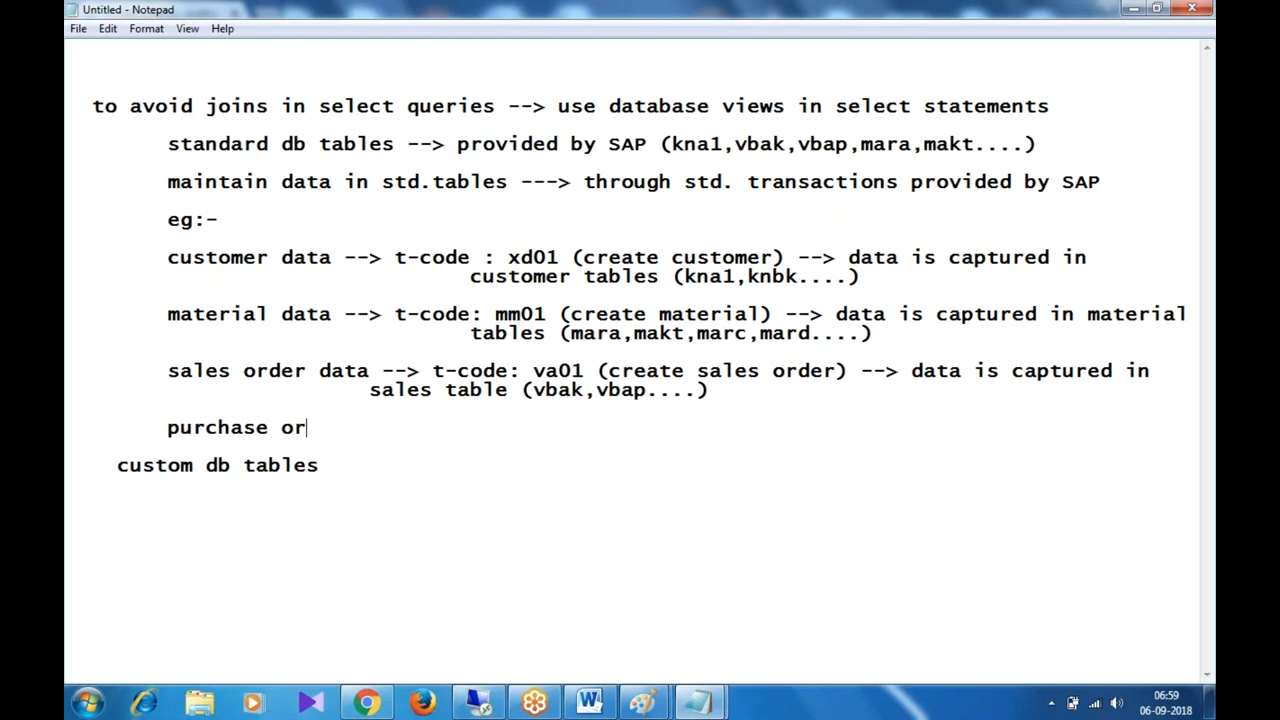 Untitled - Notepad
File Edit Format View Help
to avoid joins in select queries --> use database views in select statements
standard db tables --> provided by SAP (kna1,vbak,vbap,mara,makt....)
maintain data in std.tables ---> through std. transactions provided by SAP
eg:-
customer data --> t-code : xd01 (create customer) --> data is captured in
customer tables (kna1,knbk....)
material data --> t-code: mm01 (create material) --> data is captured in material
tables (mara,makt,marc,mard....)
sales order data --> t-code: va01 (create sales order) --> data is captured in
sales table (vbak,vbap....)
purchase or
custom db tables
06:59
06-09-2018